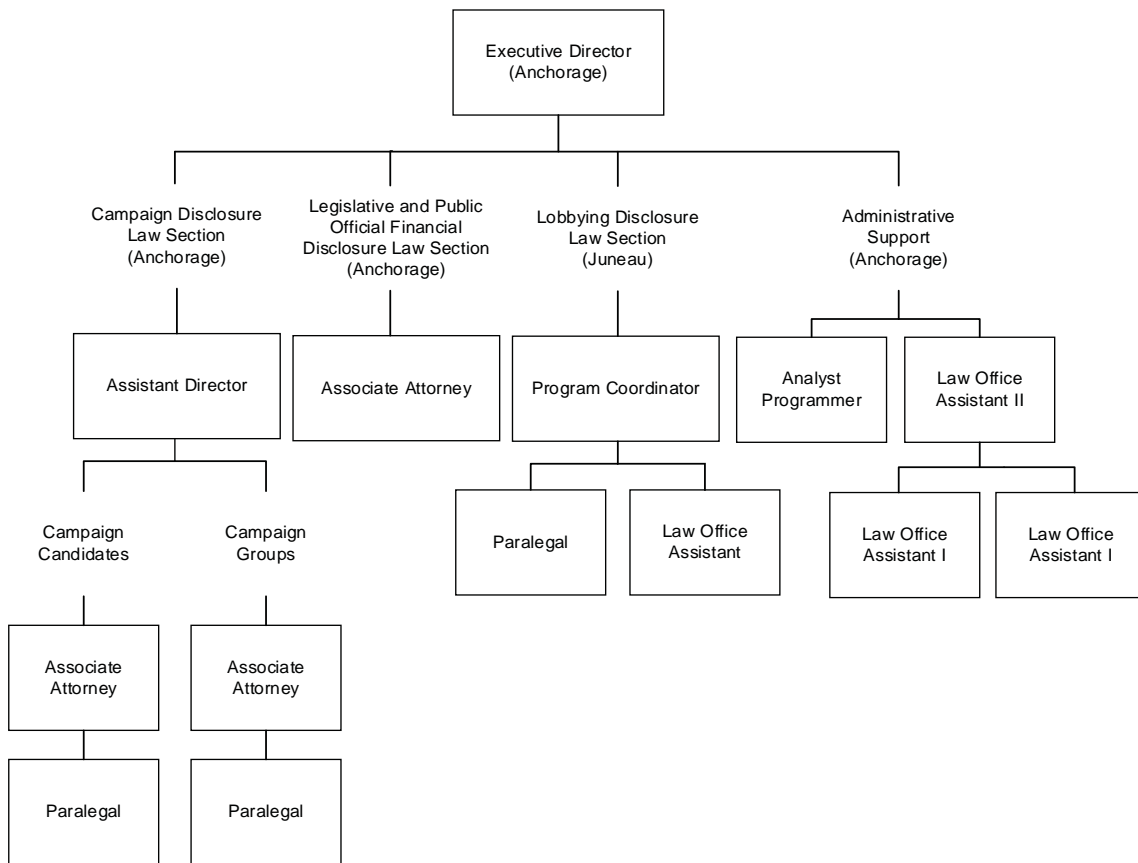 Executive Director
(Anchorage)
Campaign Disclosure
Law Section
(Anchorage)
Legislative and Public
Official Financial
Disclosure Law Section
(Anchorage)
Lobbying Disclosure
Law Section
(Juneau)
Administrative
Support
(Anchorage)
Assistant Director
Associate Attorney
Program Coordinator
Analyst
Programmer
Law Office
Assistant II
Campaign
Candidates
Campaign
Groups
Paralegal
Law Office
Assistant
Law Office
Assistant I
Law Office
Assistant I
Associate
Attorney
Associate
Attorney
Paralegal
Paralegal